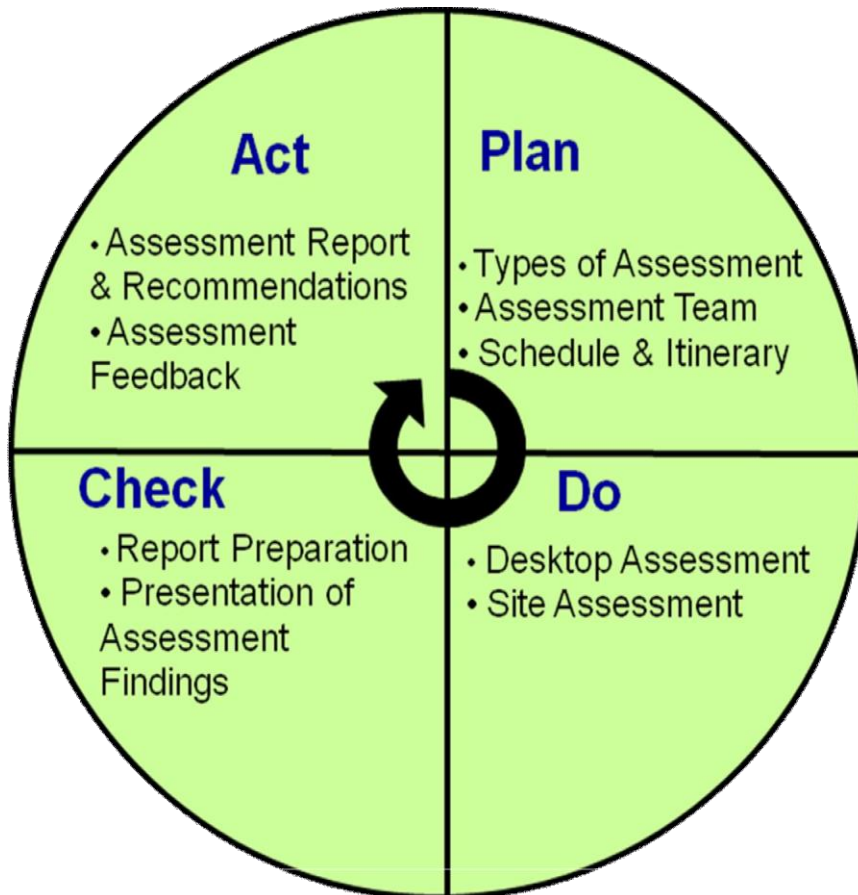 Act
• Assessment Report
& Recommendations
• Assessment
Feedback
Plan
• Types of Assessment
• Assessment Team
• Schedule & Itinerary
Check
• Report Preparation
• Presentation of
Assessment
Findings
Do
• Desktop Assessment
• Site Assessment